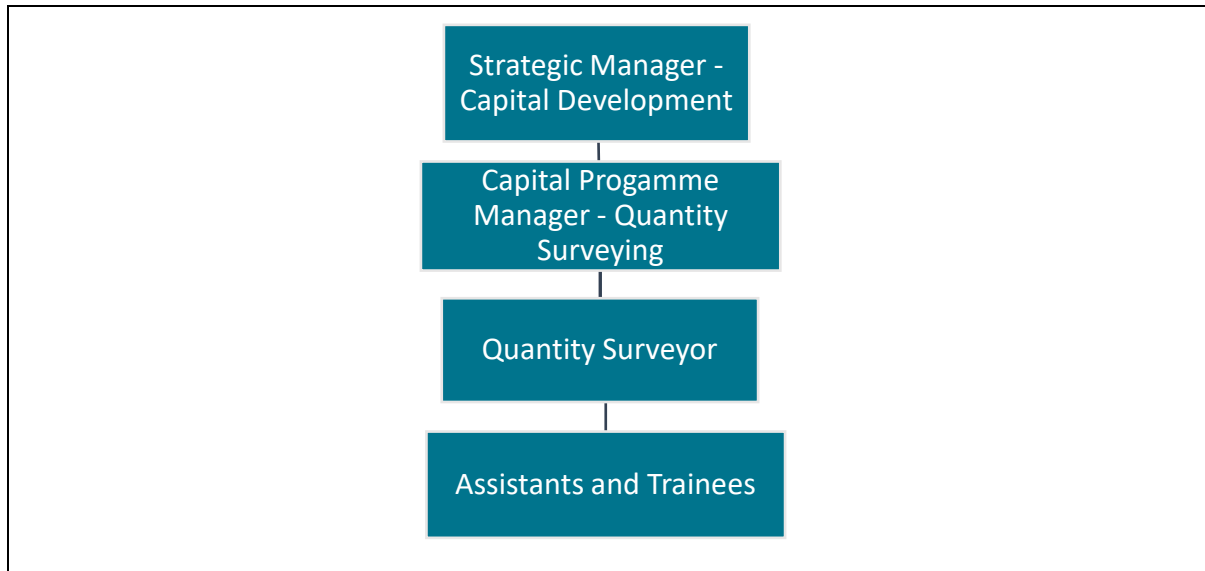 Strategic Manager -
Capital Development
Capital Progamme
Manager - Quantity
Surveying
Quantity Surveyor
Assistants and Trainees